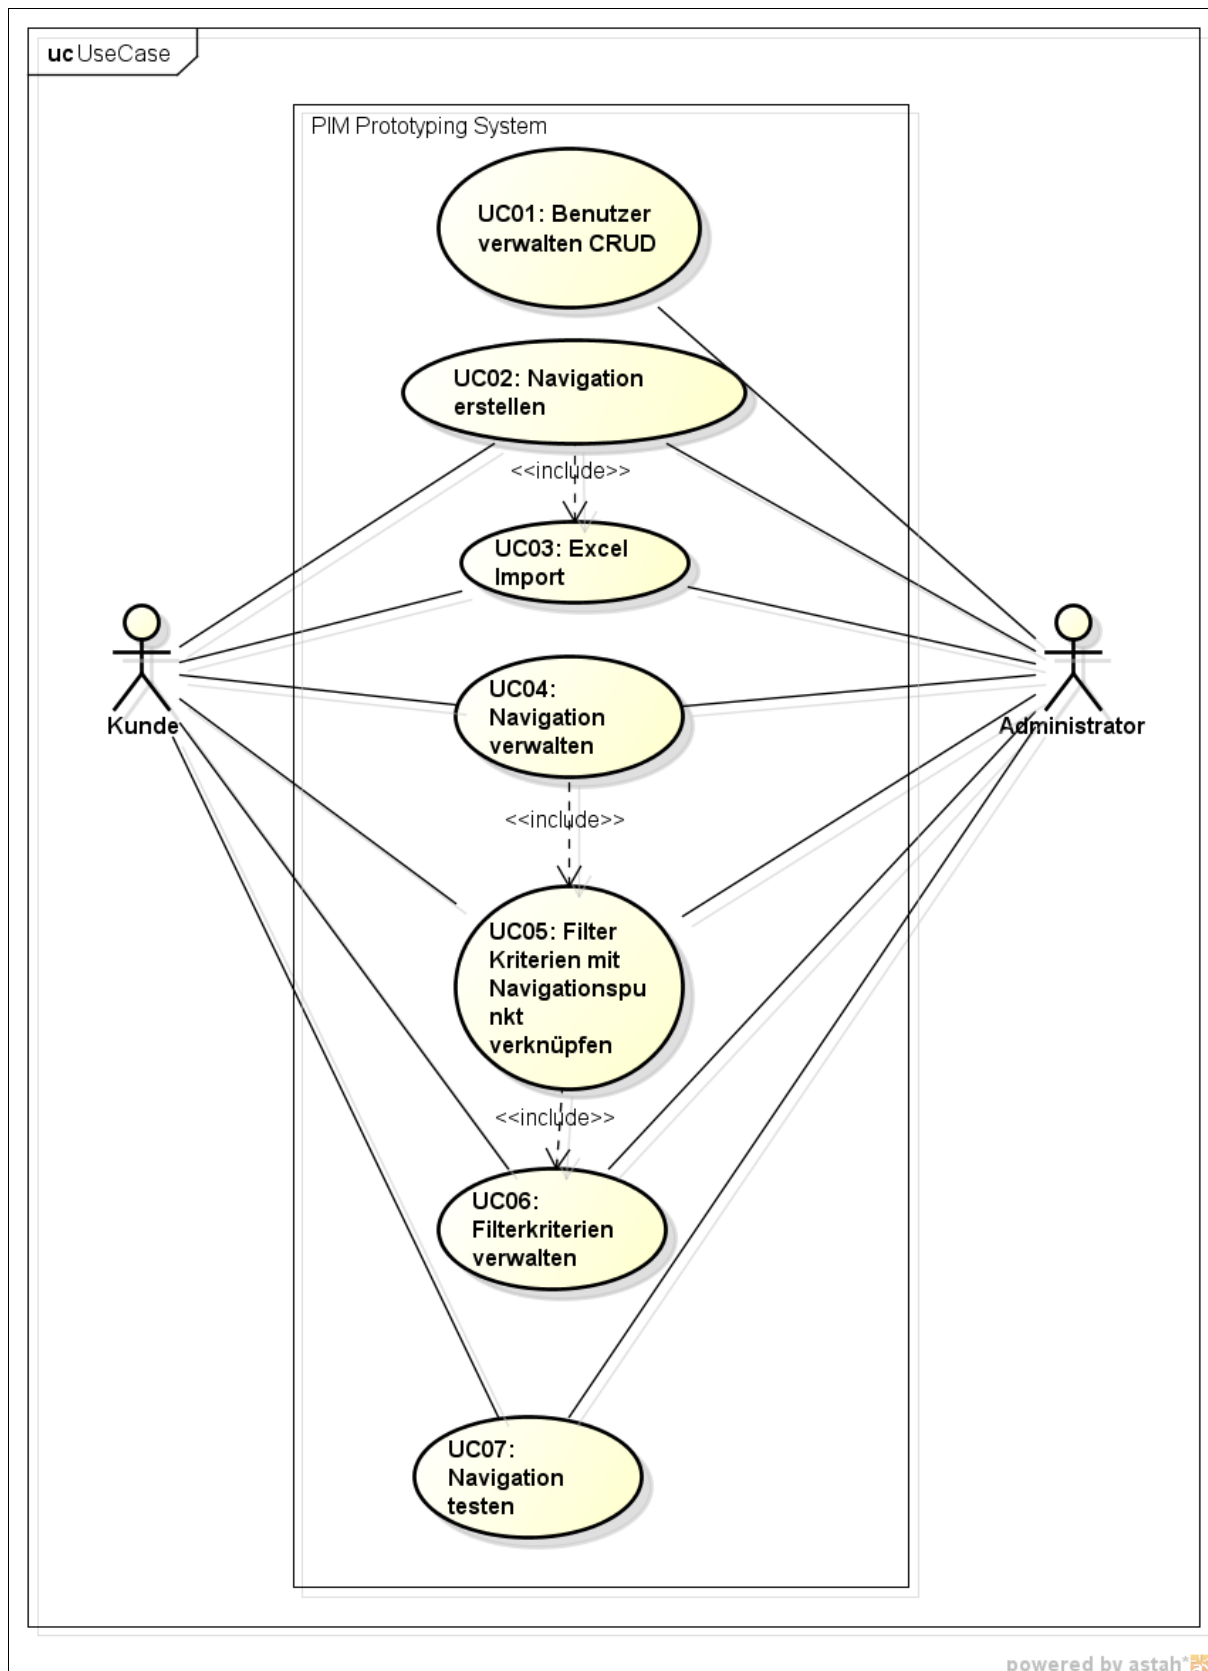 uc UseCase
PIM Prototyping System
UC01: Benutzer
verwalten CRUD
UC02: Navigation
erstellen
<<include>>
UC03: Excel
Import
UC04:
Navigation
verwalten
Kunde
Administrator
<<include>>
UC05: Filter
Kriterien mit
Navigationspu
nkt
verknüpfen
<<include>>
UC06:
Filterkriterien
verwalten
UC07:
Navigation
testen
powered by astah*